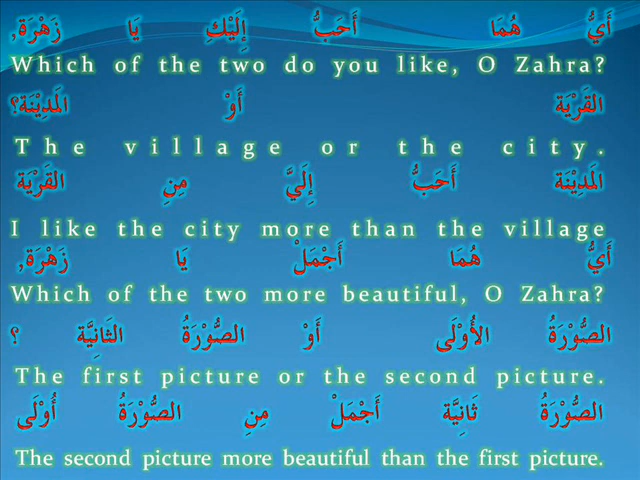 أَيُّ هُمَا أَحَبُّ إِلَيْكِ يَا زَهْرَة,
Which of the two do you like, O Zahra?
القَرْيَة أَوْ المَدِيْنَة؟
The village or the city.
المَدِيْنَة أَحَبُّ إِلَيَّ مِنِ القَرْيَة
I like the city more than the village
أَيُّ هُمَا أَجْمَلْ يَا زَهْرَة,
Which of the two more beautiful, O Zahra?
الصُّوْرَةُ الأُوْلَى أَوْ الصُّوْرَةُ الثَانِيَّة ؟
The first picture or the second picture.
الصُّوْرَةُ ثَانِيَّة أَجْمَلْ مِنِ الصُّوْرَةُ أُوْلَى
The second picture more beautiful than the first picture.